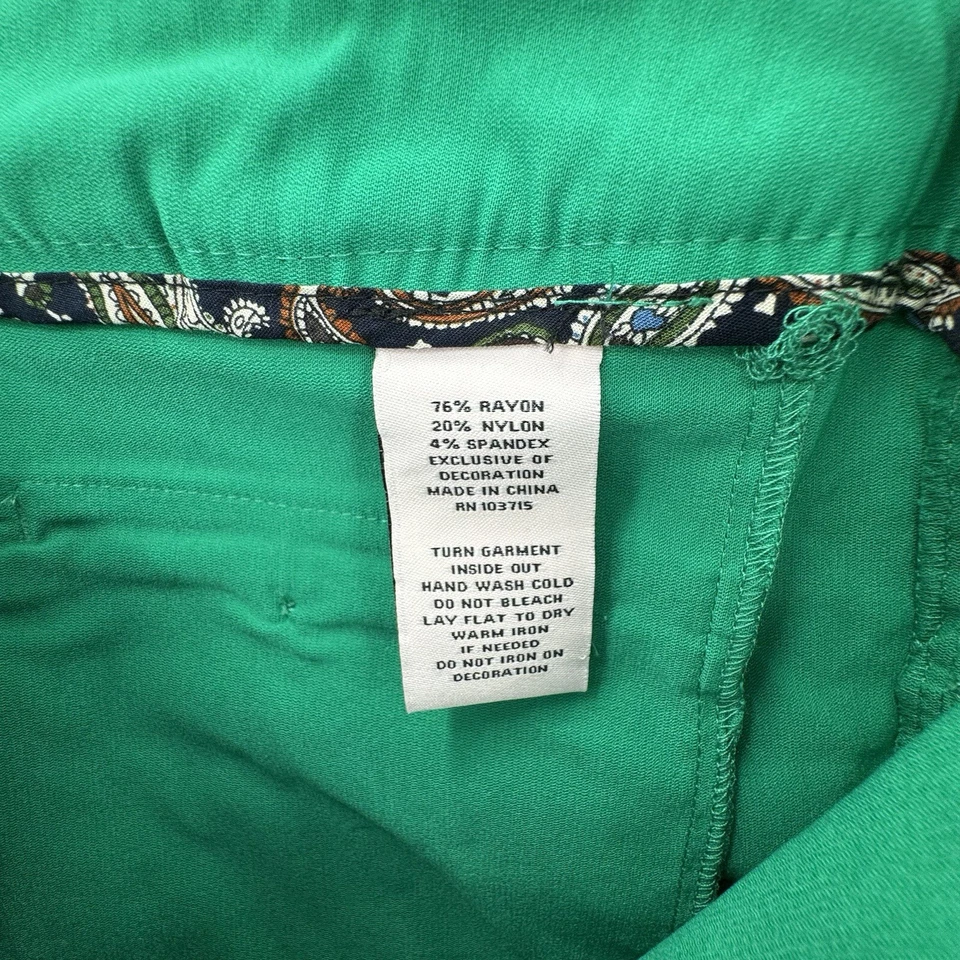 76% RAYON
20% NYLON
4% SPANDEX
EXCLUSIVE OF
DECORATION
MADE IN CHINA
RN 103715
TURN GARMENT
INSIDE OUT
HAND WASH COLD
DO NOT BLEACH
LAY FLAT TO DRY
WARM IRON
IF NEEDED
DO NOT IRON ON
DECORATION